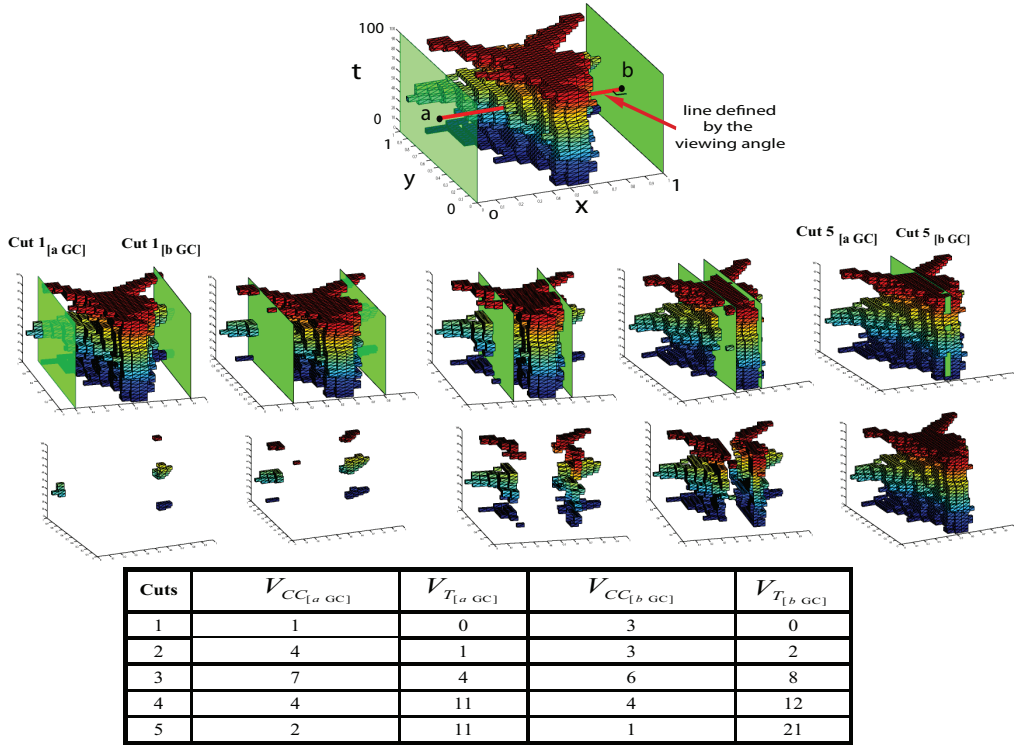 100
t
0
1
y
0
o
x
1
a
b
line defined
by the
viewing angle
Cut 1 [a GC] Cut 1 [b GC]
Cut 5 [a GC] Cut 5 [b GC]
Cuts V CC[a GC] V T[a GC] V CC[b GC] V T[b GC]
1 1 0 3 0
2 4 1 3 2
3 7 4 6 8
4 4 11 4 12
5 2 11 1 21